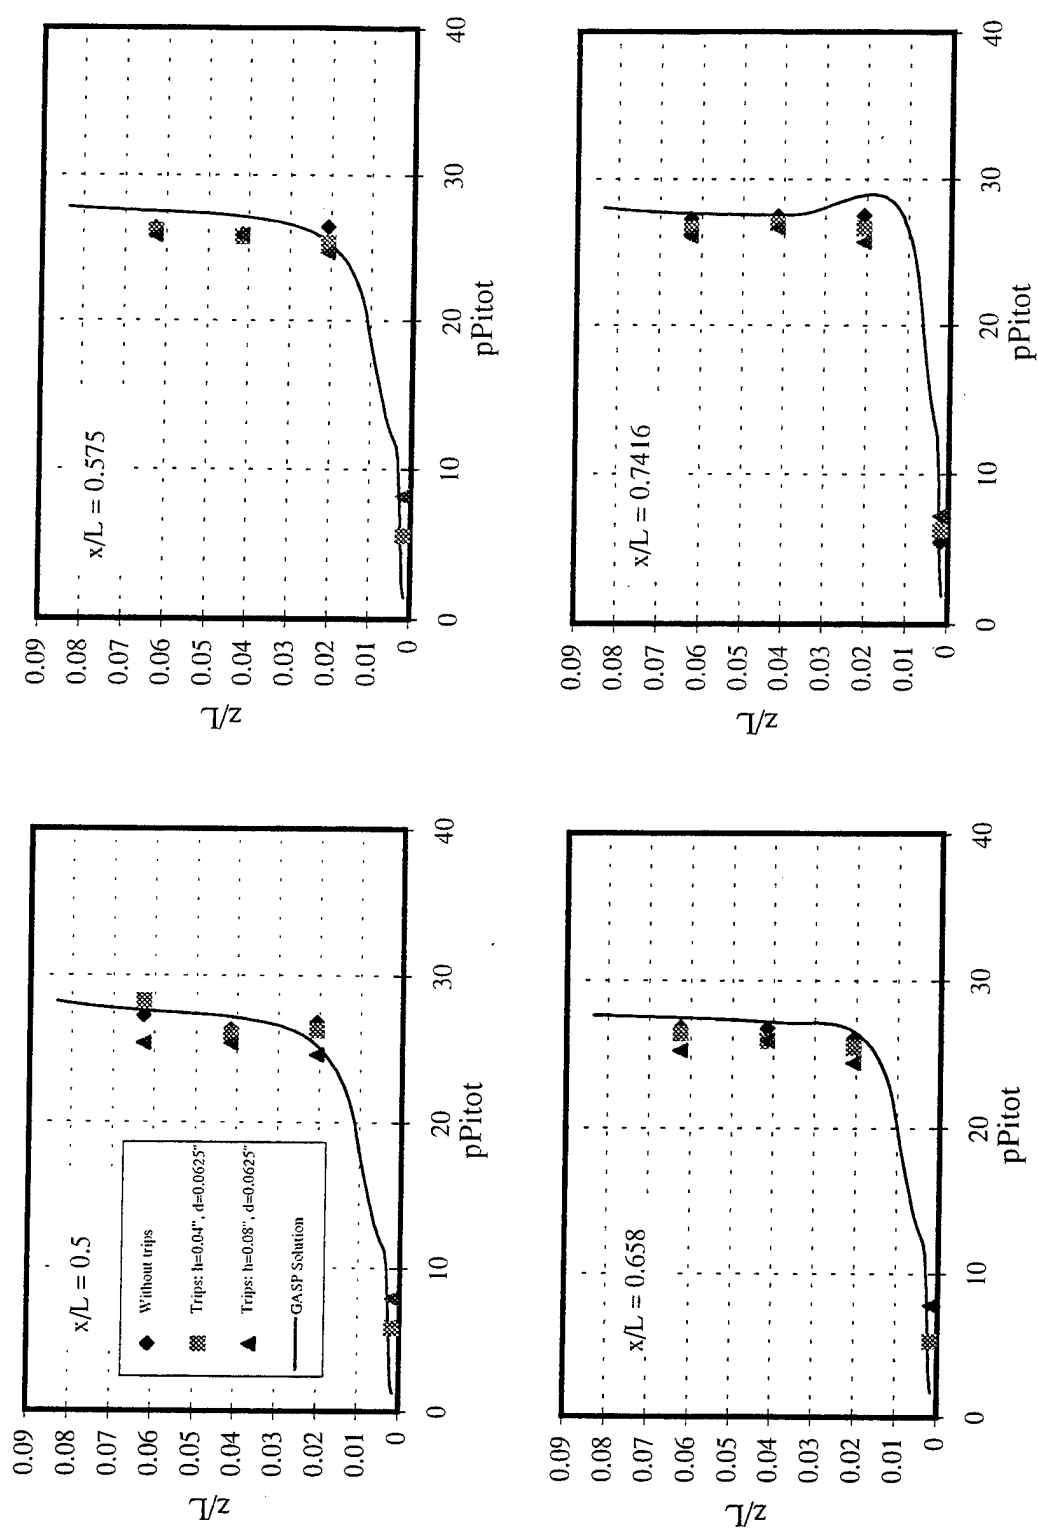 x/L = 0.5
z/L
0.09
0.08
0.07
0.06
0.05
0.04
0.03
0.02
0.01
0
Without trips
Trips: h=0.04", d=0.0625"
Trips: h=0.08", d=0.0625"
GASP Solution
0 10 20 30 40
pPitot
x/L = 0.575
z/L
0.09
0.08
0.07
0.06
0.05
0.04
0.03
0.02
0.01
0
0 10 20 30 40
pPitot
x/L = 0.658
z/L
0.09
0.08
0.07
0.06
0.05
0.04
0.03
0.02
0.01
0
0 10 20 30 40
pPitot
x/L = 0.7416
z/L
0.09
0.08
0.07
0.06
0.05
0.04
0.03
0.02
0.01
0
0 10 20 30 40
pPitot